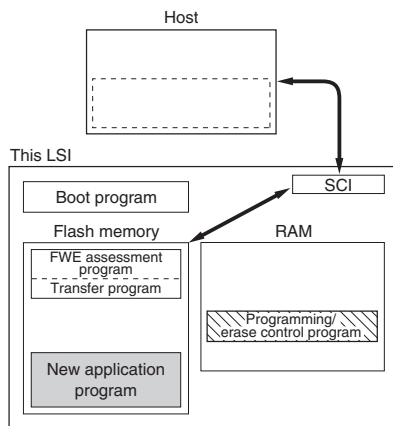 Host
This LSI
SCI
Boot program
Flash memory
RAM
FWE assessment
program
Transfer program
Programming/
erase control program
New application
program